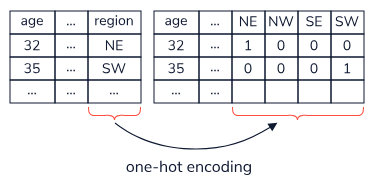 age ... region
32 ... NE
35 ... SW
... ... ...
age ... NE NW SE SW
32 ... 1 0 0 0
35 ... 0 0 0 1
... ...
one-hot encoding